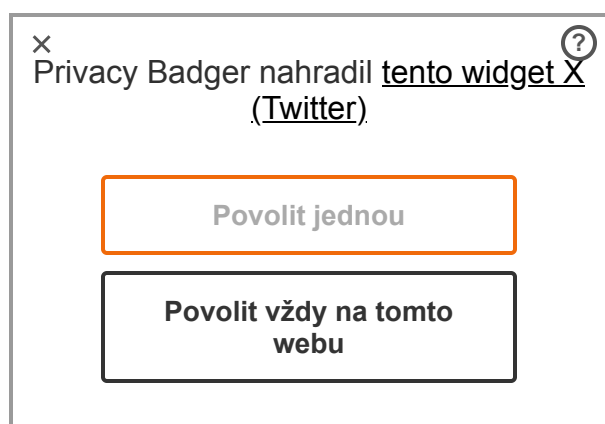 ×
?
Privacy Badger nahradil tento widget X
(Twitter)
Povolit jednou
Povolit vždy na tomto
webu